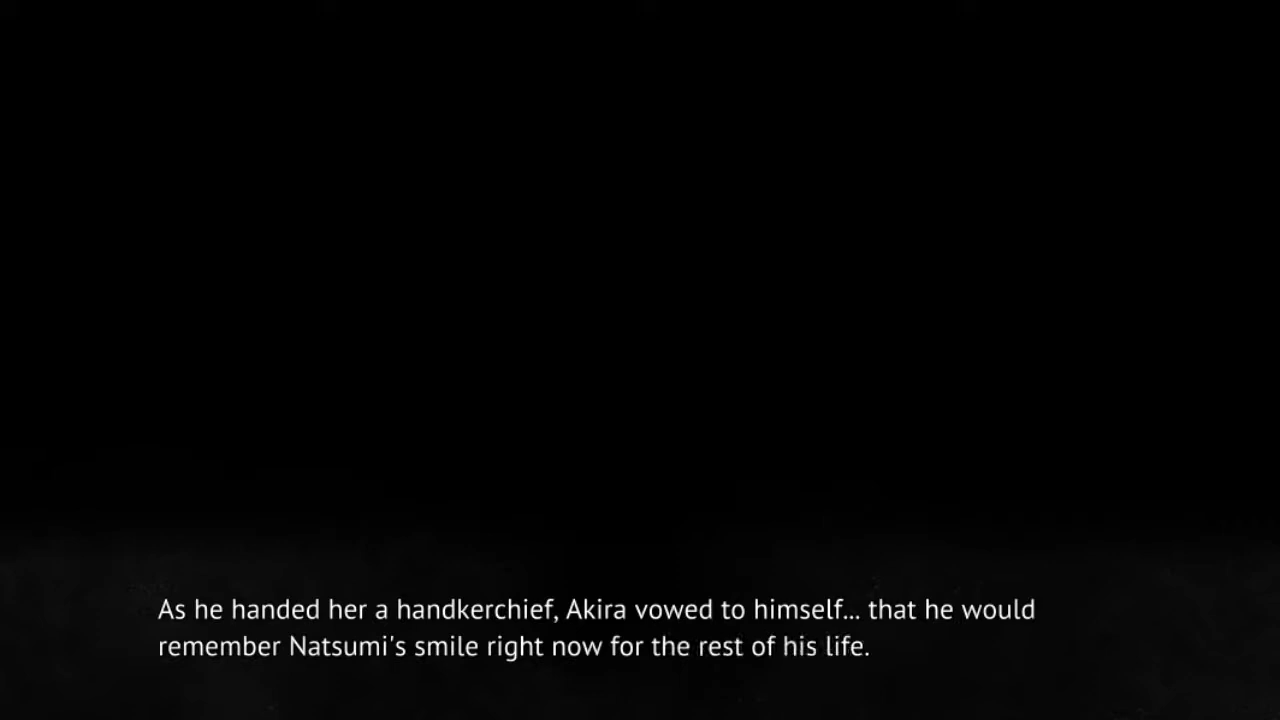 As he handed her a handkerchief, Akira vowed to himself... that he would
remember Natsumi's smile right now for the rest of his life.